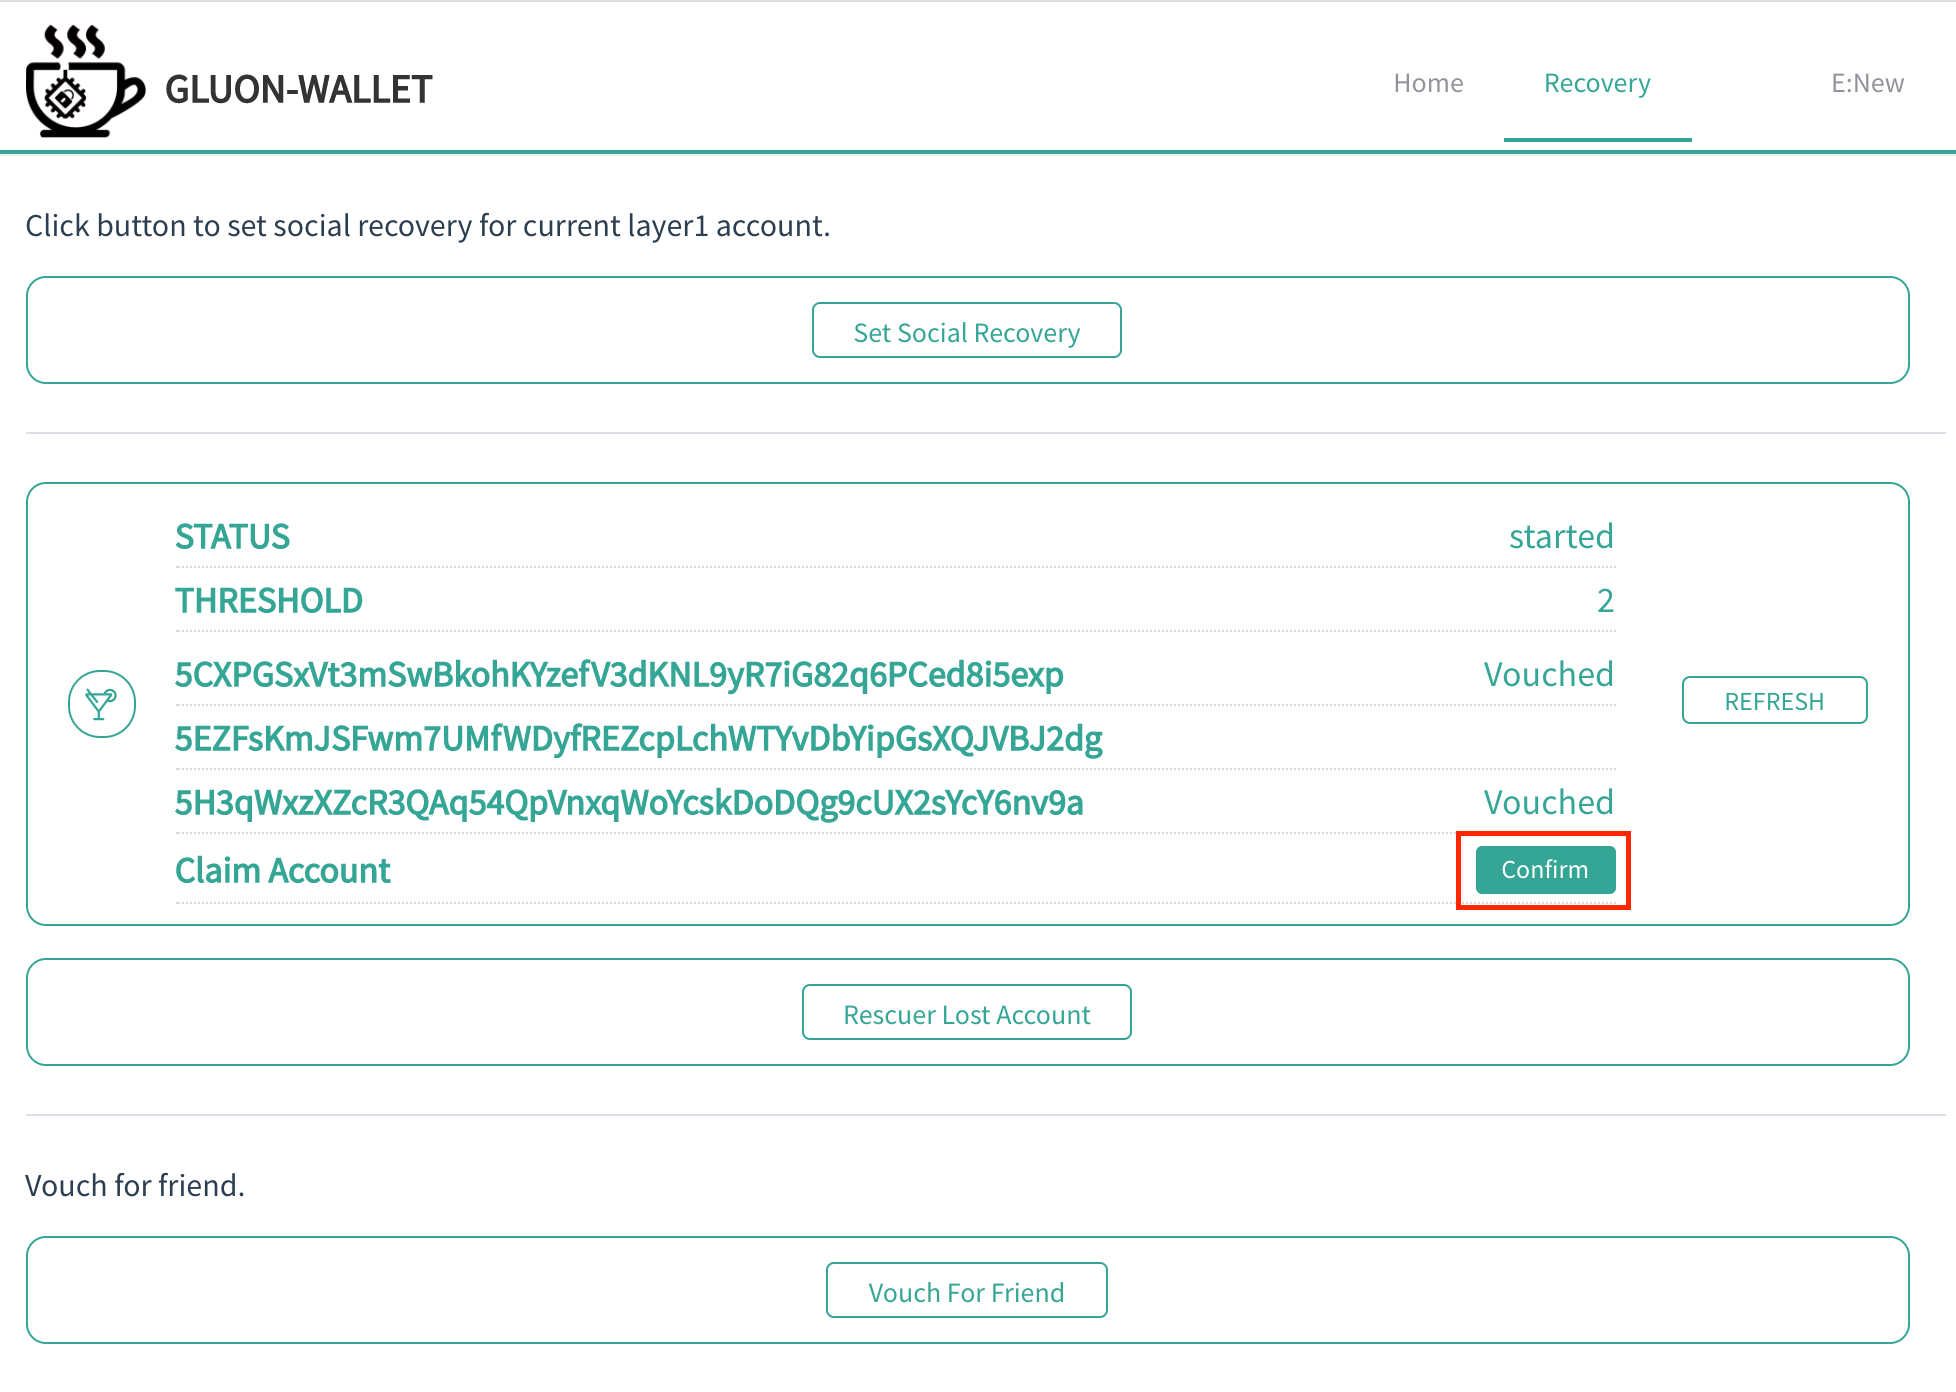 GLUON-WALLET
Home
Recovery
E:New
Click button to set social recovery for current layer1 account.
Set Social Recovery
STATUS started
THRESHOLD 2
5CXPGSxVt3mSwBkohKYzefV3dKNL9yR7iG82q6PCed8i5exp Vouched
REFRESH
5EZFsKmJSFwm7UMfWDyfREZcpLchWTYvDbYipGsXQJVBJ2dg
5H3qWxzXZcR3QAq54QpVnxqWoYcskDoDQg9cUX2sYcY6nv9a Vouched
Claim Account Confirm
Rescuer Lost Account
Vouch for friend.
Vouch For Friend